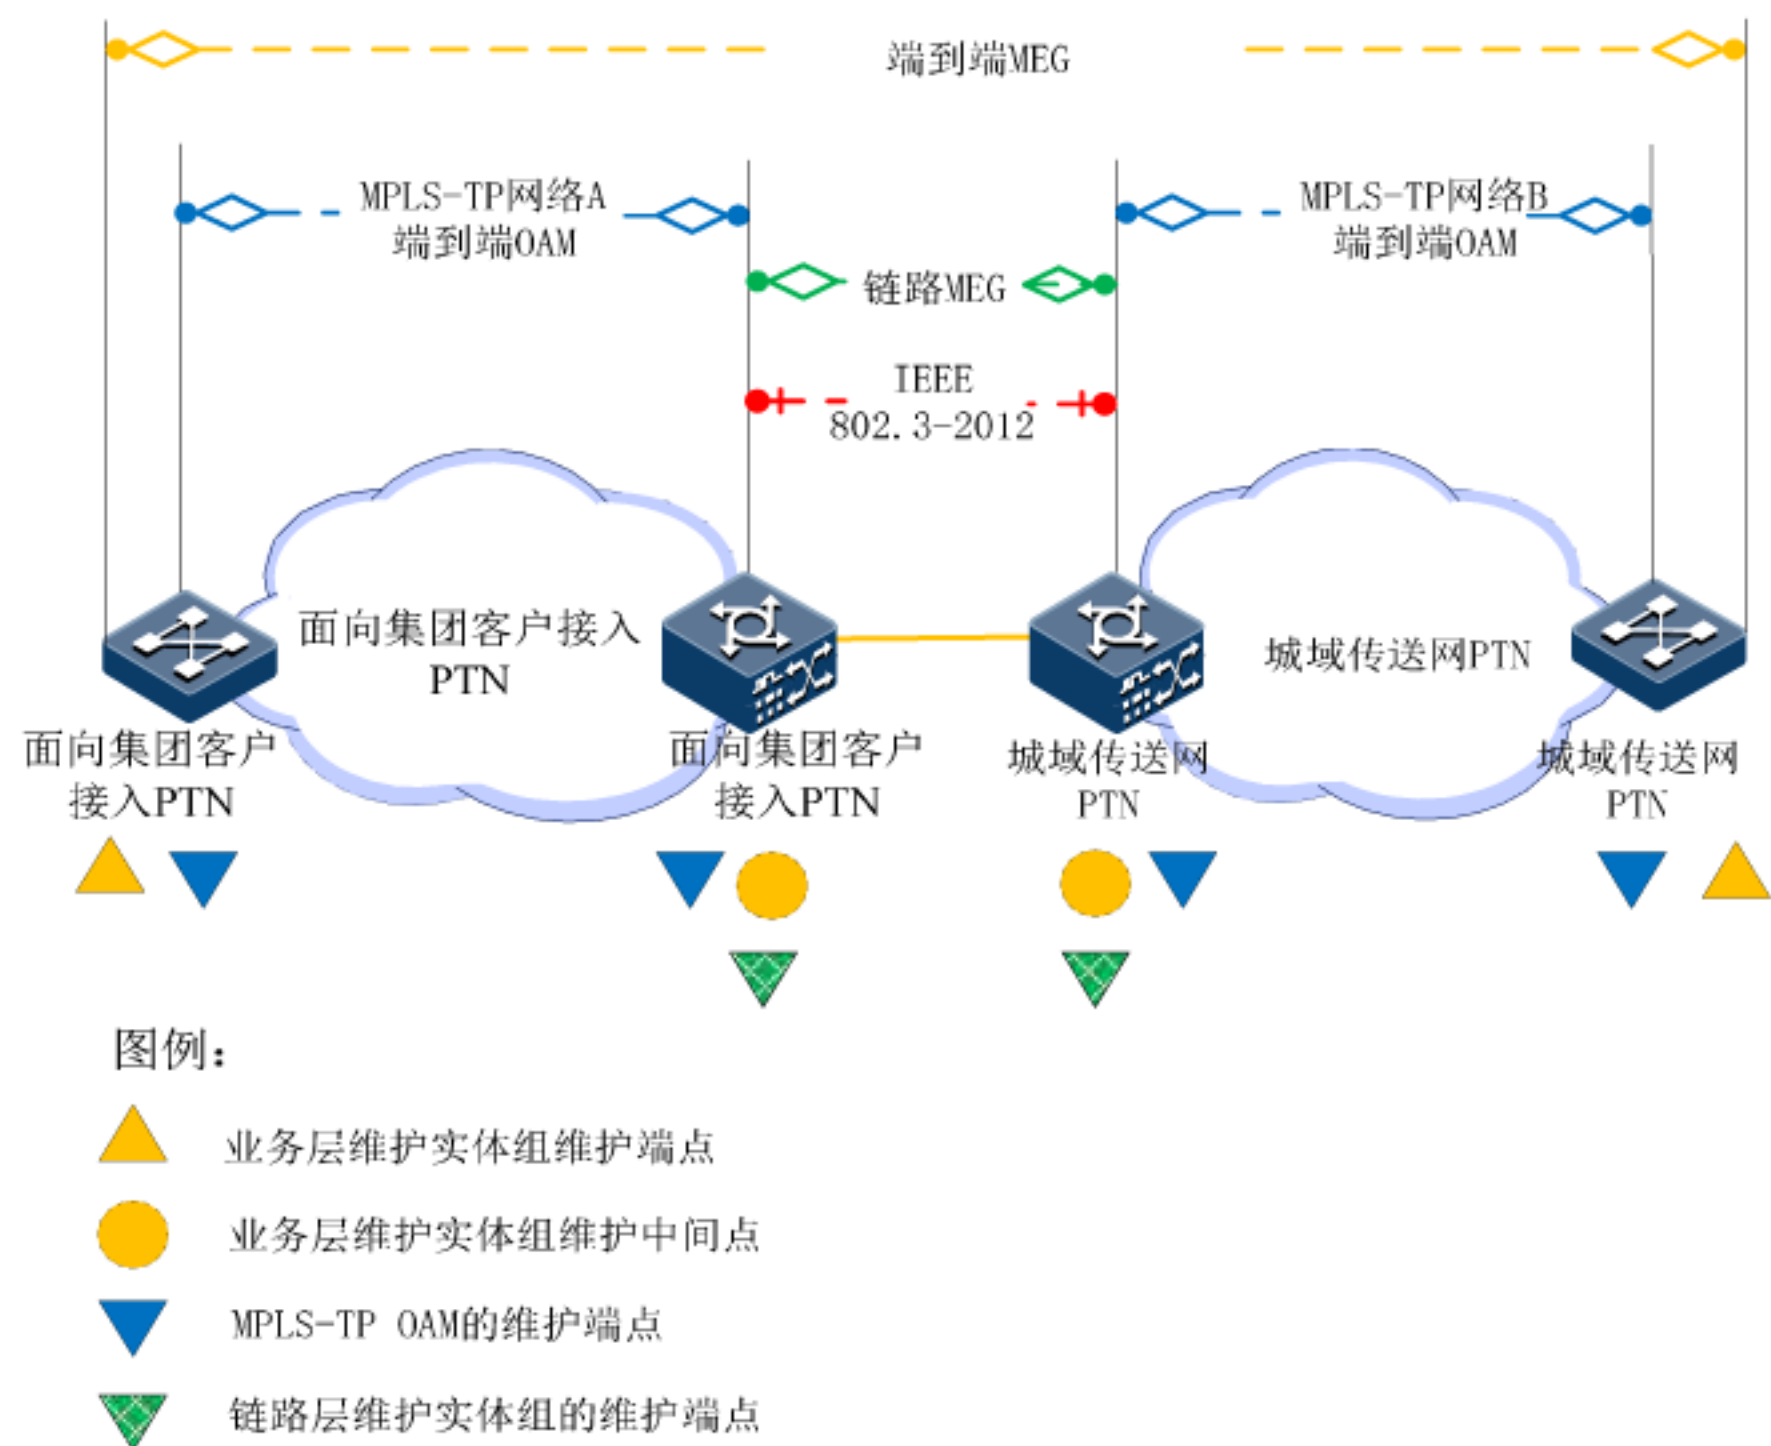 端到端MEG
MPLS-TP网络A
端到端OAM
MPLS-TP网络B
端到端OAM
链路MEG
IEEE
802.3-2012
面向集团客户接入
PTN
城域传送网PTN
面向集团客户
接入PTN
面向集团客户
接入PTN
城域传送网
PTN
城域传送网
PTN
图例：
业务层维护实体组维护端点
业务层维护实体组维护中间点
MPLS-TP OAM的维护端点
链路层维护实体组的维护端点